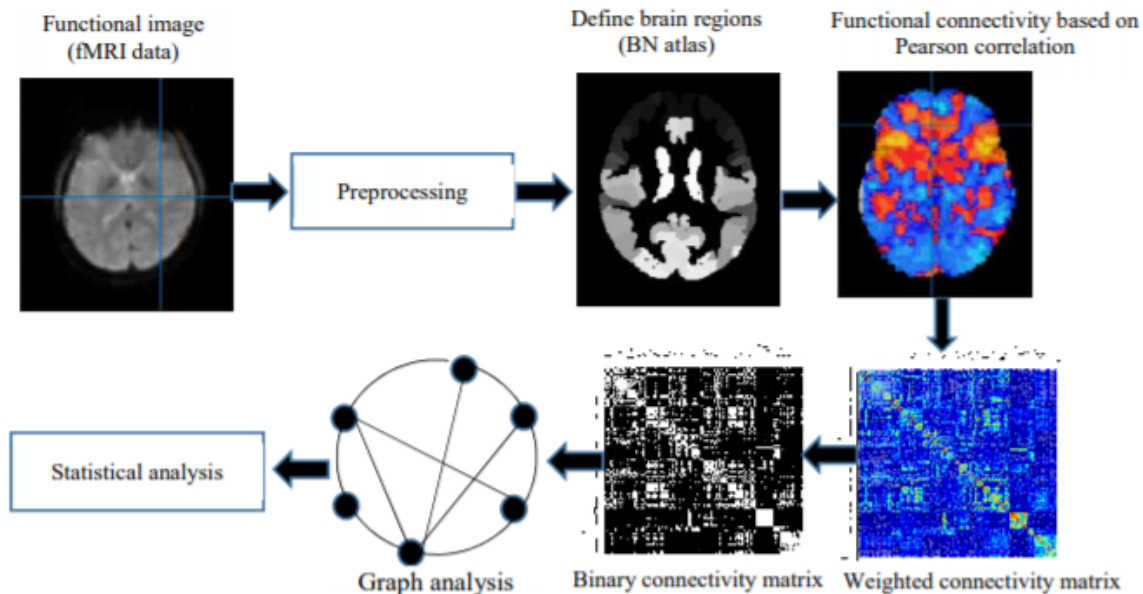 Functional image
(fMRI data)
Define brain regions
(BN atlas)
Functional connectivity based on
Pearson correlation
Preprocessing
Statistical analysis
Graph analysis
Binary connectivity matrix
Weighted connectivity matrix